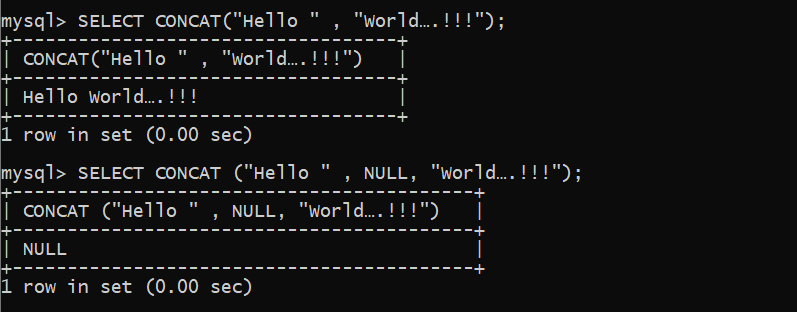 mysql> SELECT CONCAT("Hello " , "World….!!!");
+-----------------------------------+
| CONCAT("Hello " , "World….!!!")   |
+-----------------------------------+
| Hello World….!!!                  |
+-----------------------------------+
1 row in set (0.00 sec)
mysql> SELECT CONCAT ("Hello " , NULL, "World….!!!");
+------------------------------------------+
| CONCAT ("Hello " , NULL, "World….!!!")   |
+------------------------------------------+
| NULL                                     |
+------------------------------------------+
1 row in set (0.00 sec)